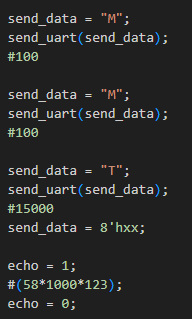 send_data = "M";
send_uart(send_data);
#100
send_data = "M";
send_uart(send_data);
#100
send_data = "T";
send_uart(send_data);
#15000
send_data = 8'hxx;
echo = 1;
#(58*1000*123);
echo = 0;